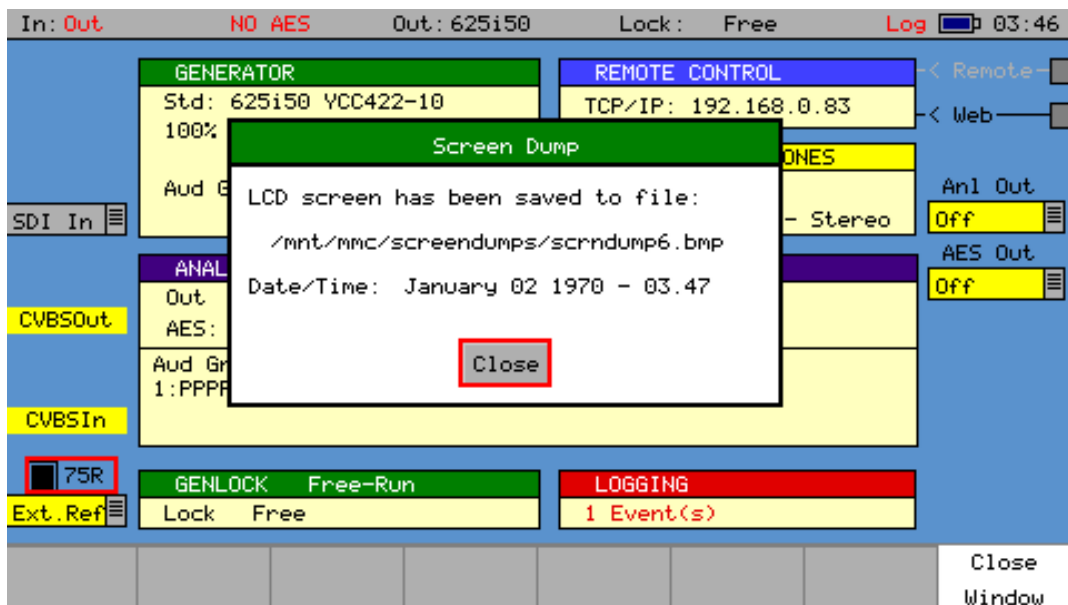 In: Out NO AES Out: 625i50 Lock: Free Log 03:46
GENERATOR
Std: 625i50 YCC422-10
100%
Aud G
REMOTE CONTROL
TCP/IP: 192.168.0.83
ONES
- Stereo
< Remote
< Web
Anl Out
Off
AES Out
Off
SDI In
CVBSOut
CVBSIn
75R
Ext.Ref
Screen Dump
LCD screen has been saved to file:
/mnt/mmc/screendumps/scrndump6.bmp
Date/Time: January 02 1970 - 03.47
Close
ANAL
Out
AES:
Aud Gr
1:PPPP
GENLOCK Free-Run
Lock Free
LOGGING
1 Event(s)
Close
Window